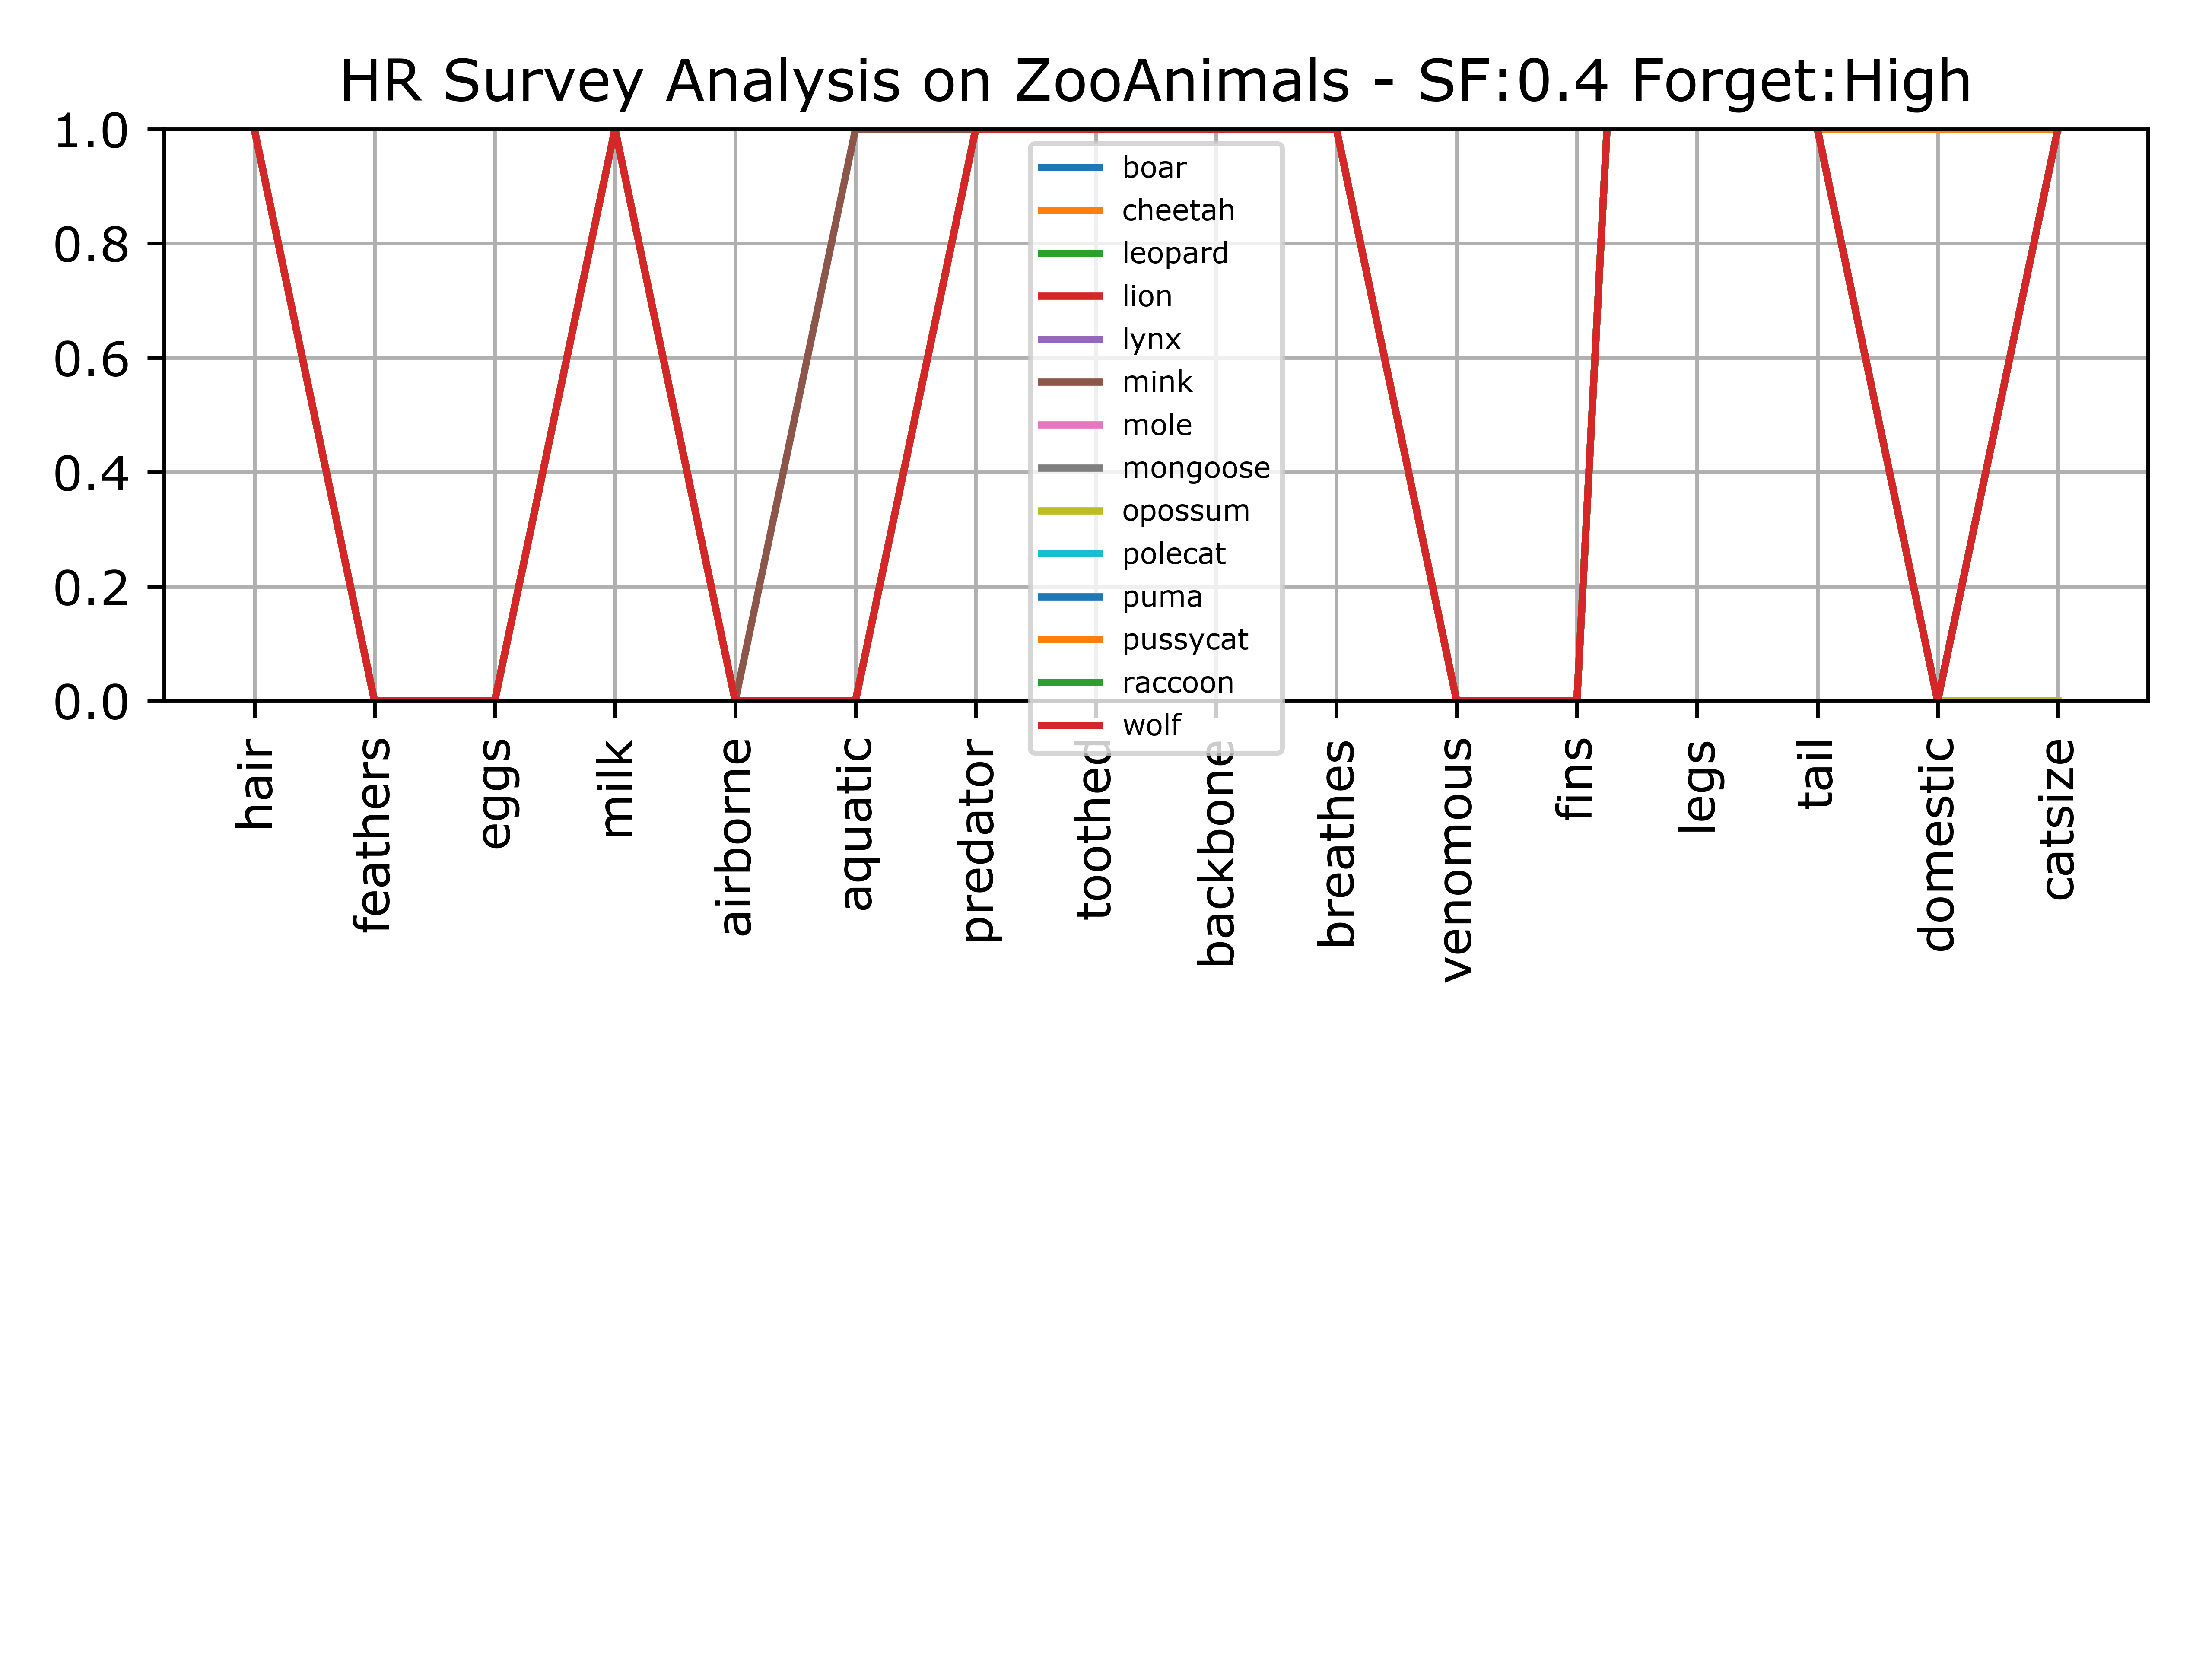 HR Survey Analysis on ZooAnimals - SF:0.4 Forget:High
1.0
0.8
0.6
0.4
0.2
0.0
boar
cheetah
leopard
lion
lynx
mink
mole
mongoose
opossum
polecat
puma
pussycat
raccoon
wolf
hair
feathers
eggs
milk
airborne
aquatic
predator
toothed
backbone
breathes
venomous
fins
legs
tail
domestic
catsize